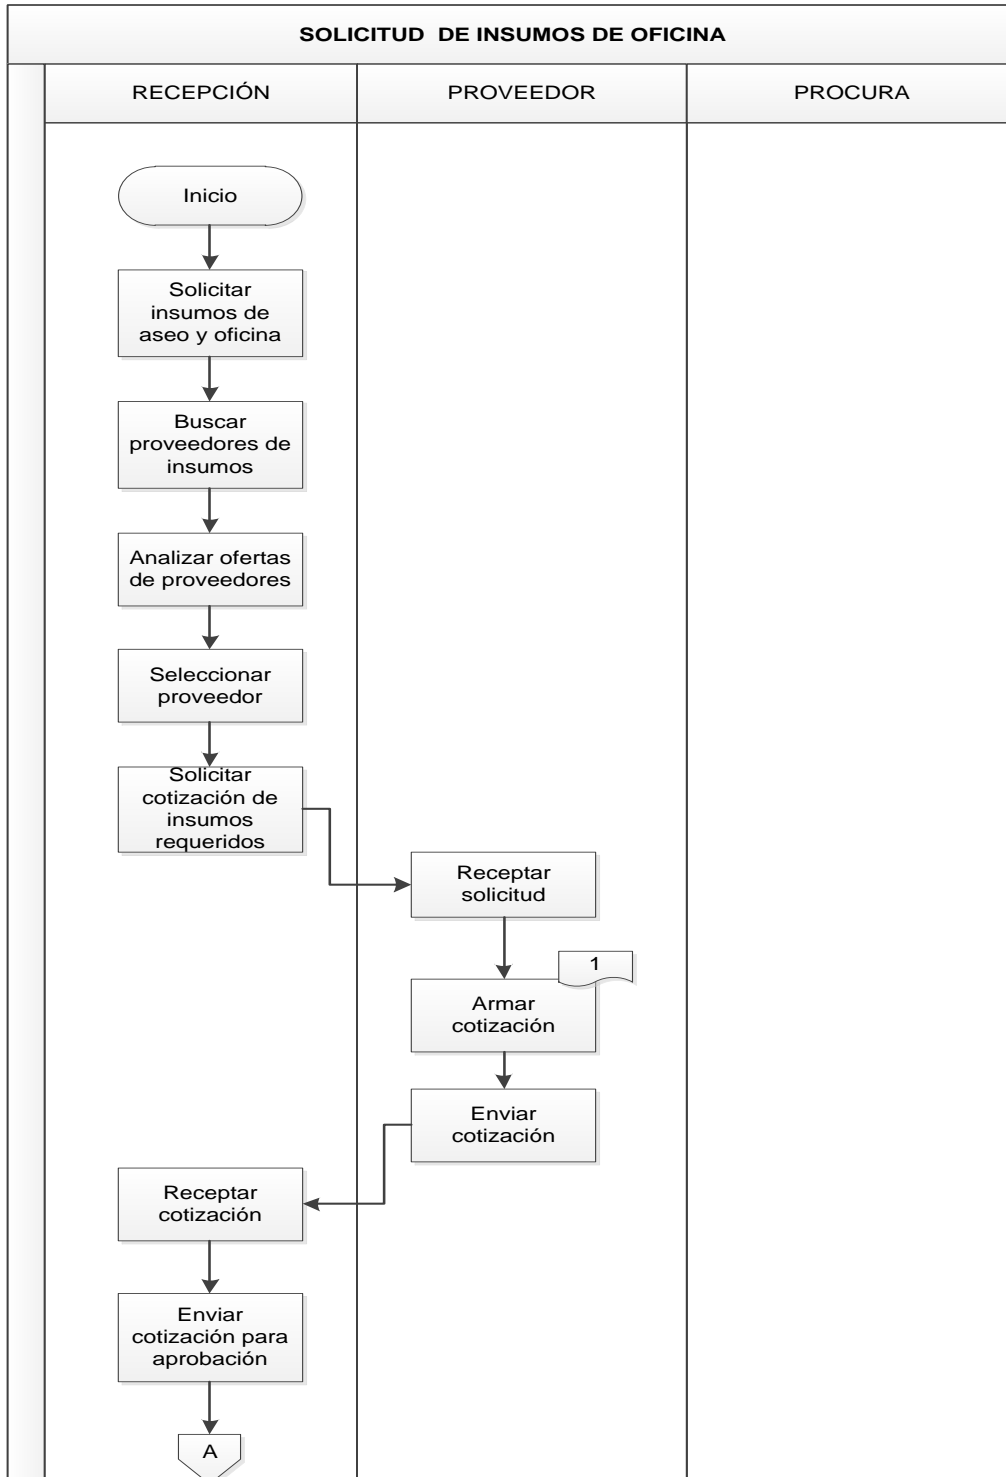 SOLICITUD  DE INSUMOS DE OFICINA
RECEPCIÓN
PROVEEDOR
PROCURA
Inicio
Solicitar
insumos de
aseo y oficina
Buscar
proveedores de
insumos
Analizar ofertas
de proveedores
Seleccionar
proveedor
Solicitar
cotización de
insumos
requeridos
Receptar
solicitud
1
Armar
cotización
Enviar
cotización
Receptar
cotización
Enviar
cotización para
aprobación
A